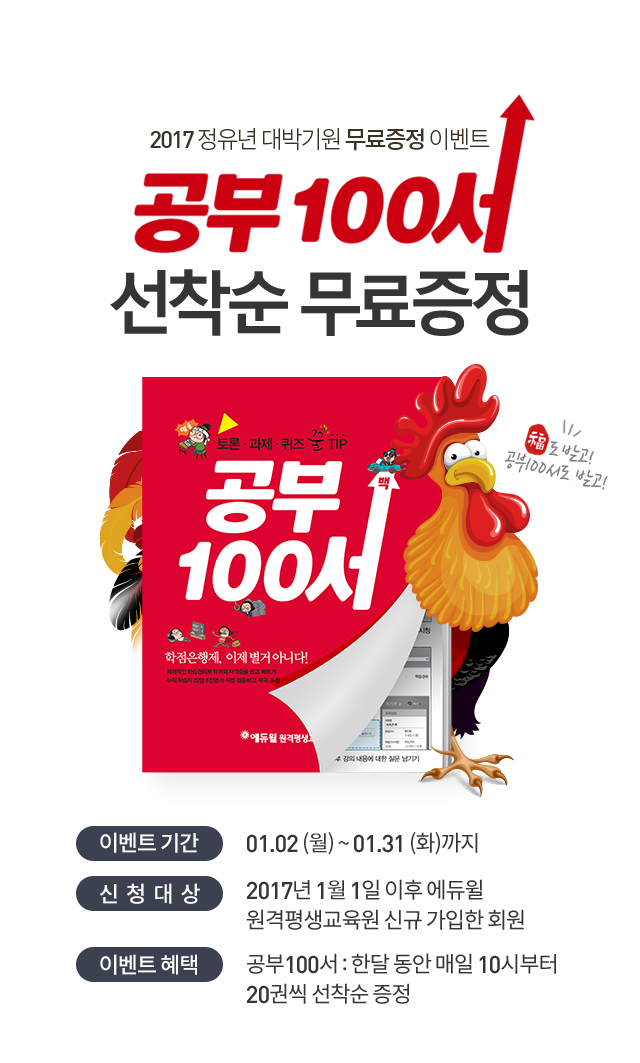 2017 정유년 대박기원 무료증정 이벤트
공부 100서
선착순 무료증정
토론·과제·퀴즈 꿀 TIP
백
공부
100서
福도 받고!
공부100서도 받고!
학점은행제, 이제 별거 아니다!
에듀윌 원격평생교
4. 강의 내용에 대한 질문 남기기
이벤트 기간
01.02 (월) ~ 01.31 (화)까지
신청대상
2017년 1월 1일 이후 에듀윌
원격평생교육원 신규 가입한 회원
이벤트 혜택
공부100서 : 한달 동안 매일 10시부터
20권씩 선착순 증정